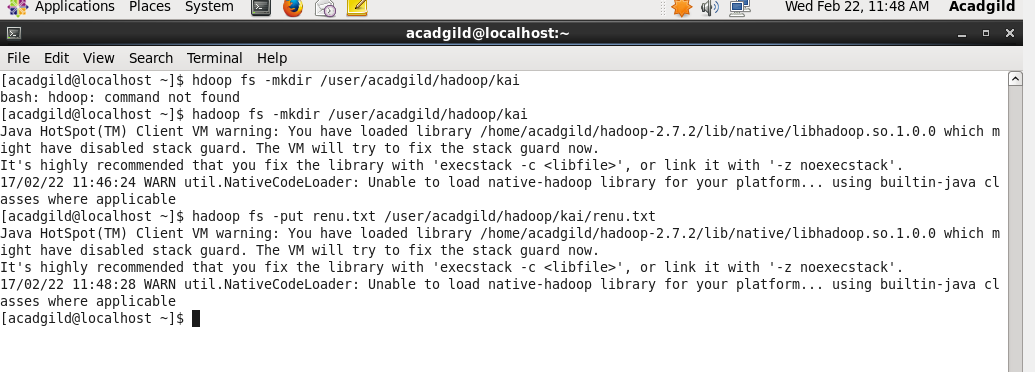 Applications Places System Wed Feb 22, 11:48 AM Acadgild
acadgild@localhost:~
File Edit View Search Terminal Help
[acadgild@localhost ~]$ hdoop fs -mkdir /user/acadgild/hadoop/kai
bash: hdoop: command not found
[acadgild@localhost ~]$ hadoop fs -mkdir /user/acadgild/hadoop/kai
Java HotSpot(TM) Client VM warning: You have loaded library /home/acadgild/hadoop-2.7.2/lib/native/libhadoop.so.1.0.0 which m
ight have disabled stack guard. The VM will try to fix the stack guard now.
It's highly recommended that you fix the library with 'execstack -c <libfile>', or link it with '-z noexecstack'.
17/02/22 11:46:24 WARN util.NativeCodeLoader: Unable to load native-hadoop library for your platform... using builtin-java cl
asses where applicable
[acadgild@localhost ~]$ hadoop fs -put renu.txt /user/acadgild/hadoop/kai/renu.txt
Java HotSpot(TM) Client VM warning: You have loaded library /home/acadgild/hadoop-2.7.2/lib/native/libhadoop.so.1.0.0 which m
ight have disabled stack guard. The VM will try to fix the stack guard now.
It's highly recommended that you fix the library with 'execstack -c <libfile>', or link it with '-z noexecstack'.
17/02/22 11:48:28 WARN util.NativeCodeLoader: Unable to load native-hadoop library for your platform... using builtin-java cl
asses where applicable
[acadgild@localhost ~]$